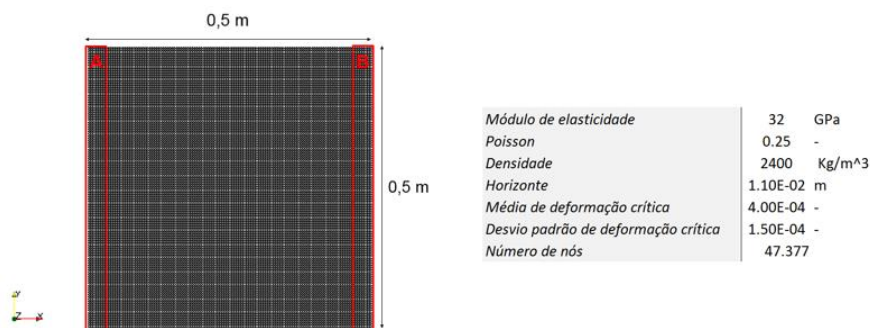 0,5 m
A
B
0,5 m
Módulo de elasticidade 32 GPa
Poisson 0.25 -
Densidade 2400 Kg/m^3
Horizonte 1.10E-02 m
Média de deformação crítica 4.00E-04 -
Desvio padrão de deformação crítica 1.50E-04 -
Número de nós 47.377
Y
Z X